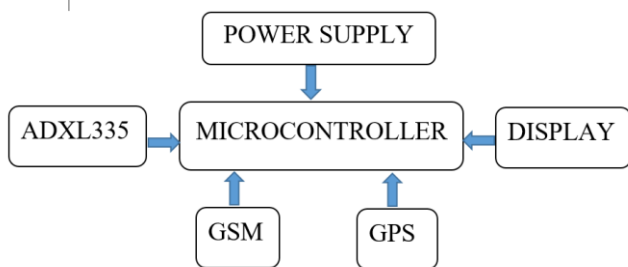 POWER SUPPLY
ADXL335
MICROCONTROLLER
DISPLAY
GSM
GPS